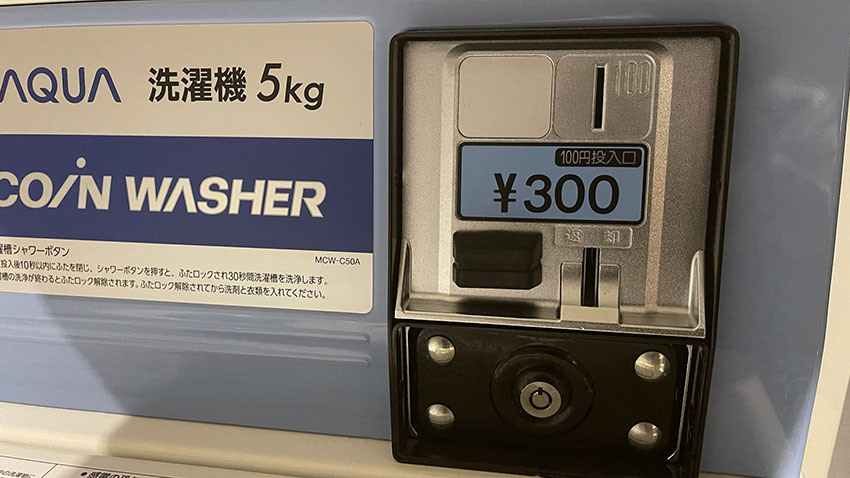 AQUA 洗濯機 5kg
COIN WASHER
濯槽シャワーボタン
MCW-C50A
投入後10秒以内にふたを閉じ、シャワーボタンを押すと、ふたロックされ30秒間洗濯槽を洗浄します。
槽の洗浄が終わるとふたロック解除されます。ふたロック解除されてから洗剤と衣類を入れてください。
100
100円投入口
¥300
返却